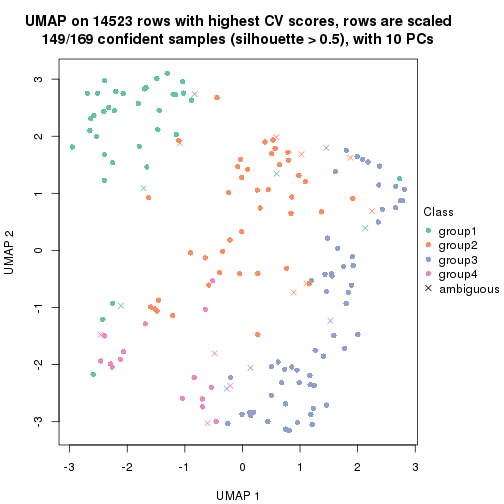 UMAP on 14523 rows with highest CV scores, rows are scaled
149/169 confident samples (silhouette > 0.5), with 10 PCs
3
2
1
0
-1
-2
-3
UMAP 2
-3
-2
-1
0
1
2
3
UMAP 1
Class
group1
group2
group3
group4
ambiguous